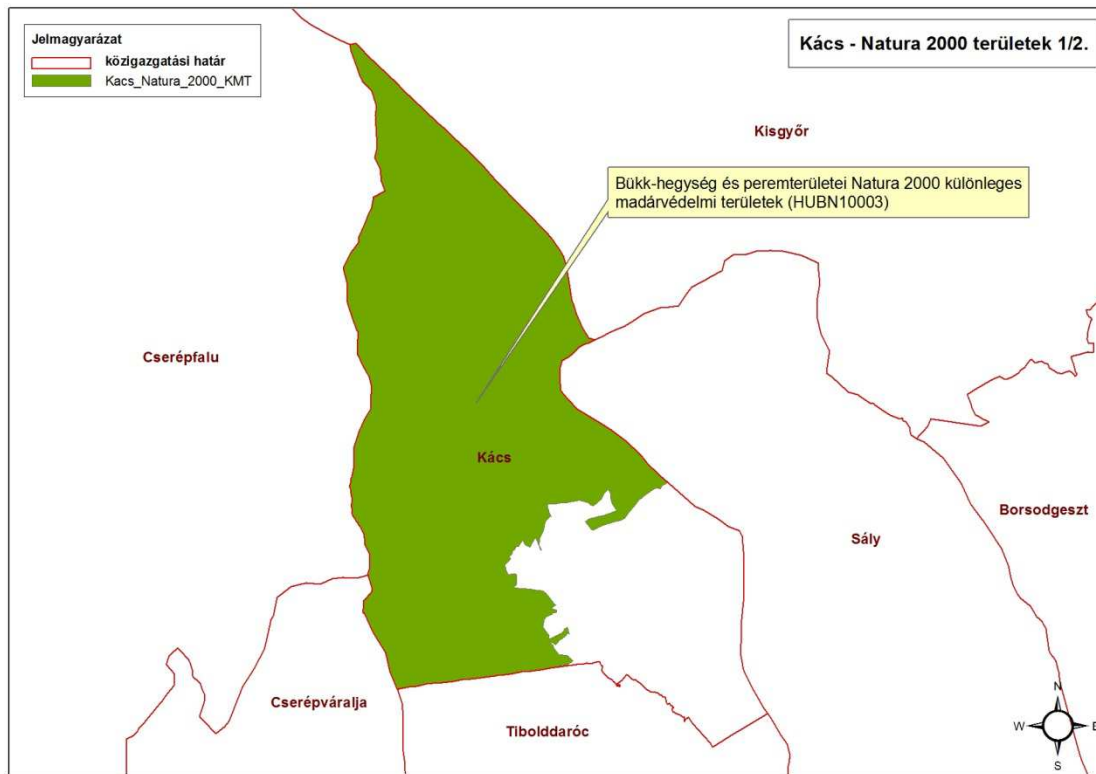 Jelmagyarázat
közigazgatási határ
Kacs_Natura_2000_KMT
Kács - Natura 2000 területek 1/2.
Kisgyőr
Bükk-hegység és peremterületei Natura 2000 különleges
madárvédelmi területek (HUBN10003)
Cserépfalu
Kács
Borsodgeszt
Sály
Cserépváralja
Tibolddaróc
N
W
E
S